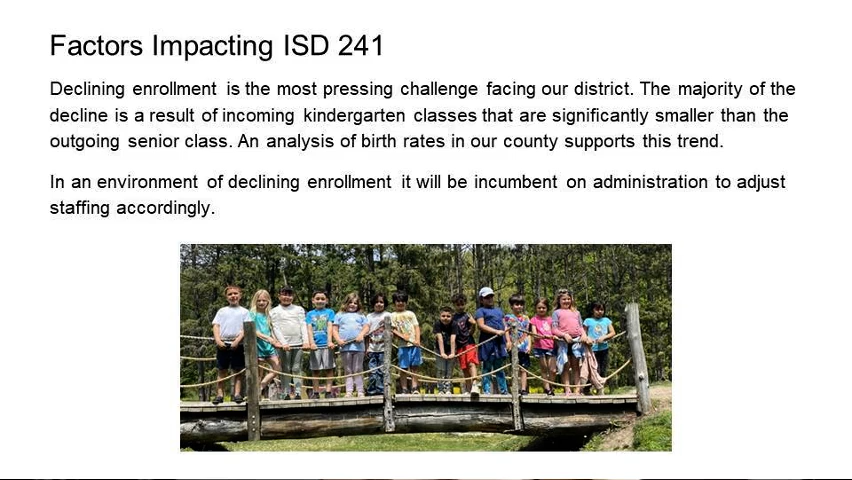 Factors Impacting ISD 241
Declining enrollment is the most pressing challenge facing our district. The majority of the
decline is a result of incoming kindergarten classes that are significantly smaller than the
outgoing senior class. An analysis of birth rates in our county supports this trend.
In an environment of declining enrollment it will be incumbent on administration to adjust
staffing accordingly.